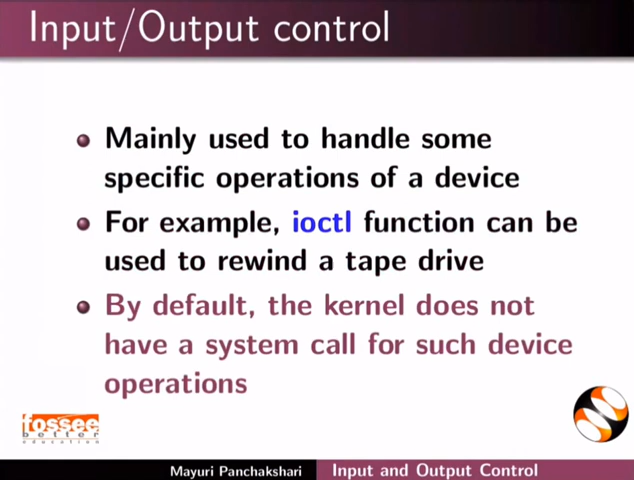 Input/Output control
Mainly used to handle some
specific operations of a device
For example, ioctl function can be
used to rewind a tape drive
By default, the kernel does not
have a system call for such device
operations
fossee
better
education
Mayuri Panchakshari
Input and Output Control